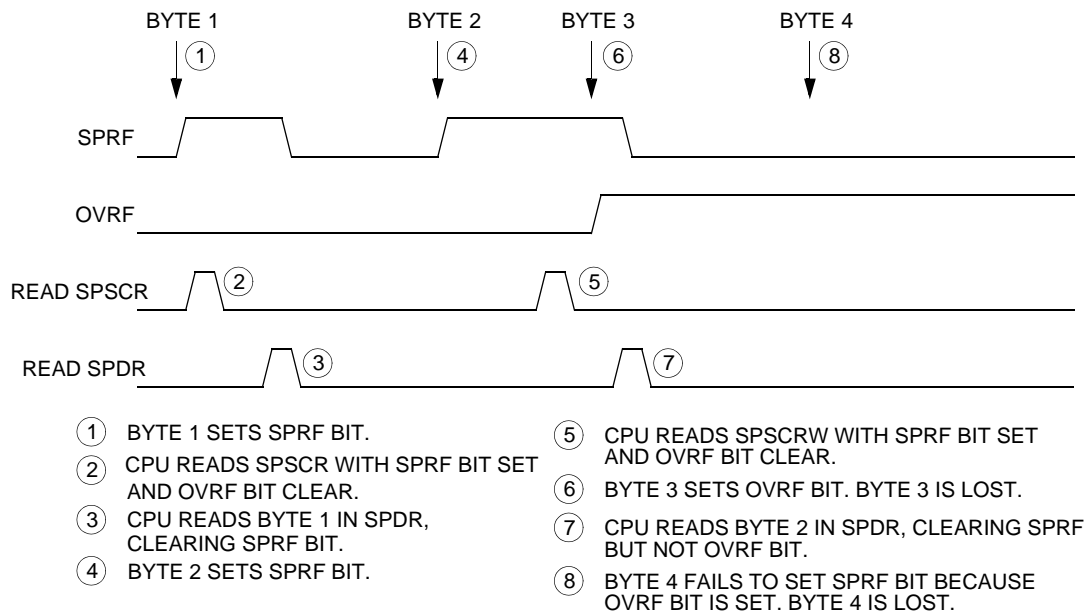 BYTE 1 BYTE 2 BYTE 3 BYTE 4
1 4 6 8
SPRF
OVRF
READ SPSCR 2 5
READ SPDR 3 7
1 BYTE 1 SETS SPRF BIT.
2 CPU READS SPSCR WITH SPRF BIT SET
AND OVRF BIT CLEAR.
3 CPU READS BYTE 1 IN SPDR,
CLEARING SPRF BIT.
4 BYTE 2 SETS SPRF BIT.
5 CPU READS SPSCRW WITH SPRF BIT SET
AND OVRF BIT CLEAR.
6 BYTE 3 SETS OVRF BIT. BYTE 3 IS LOST.
7 CPU READS BYTE 2 IN SPDR, CLEARING SPRF
BUT NOT OVRF BIT.
8 BYTE 4 FAILS TO SET SPRF BIT BECAUSE
OVRF BIT IS SET. BYTE 4 IS LOST.